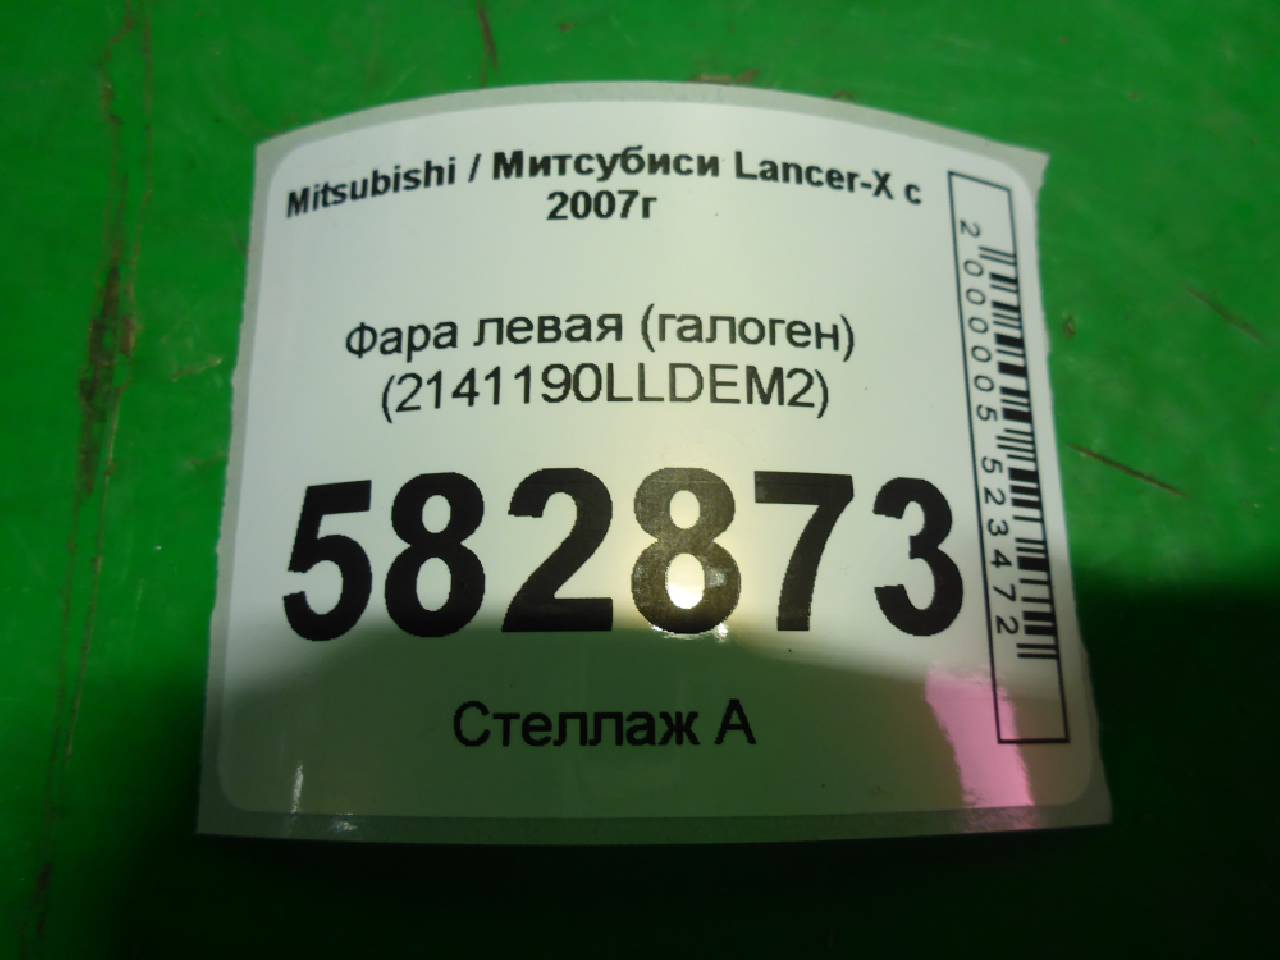 Mitsubishi / Митсубиси Lancer-X с
2007г
Фара левая (галоген)
(2141190LLDEM2)
582873
Стеллаж А
2000005523472